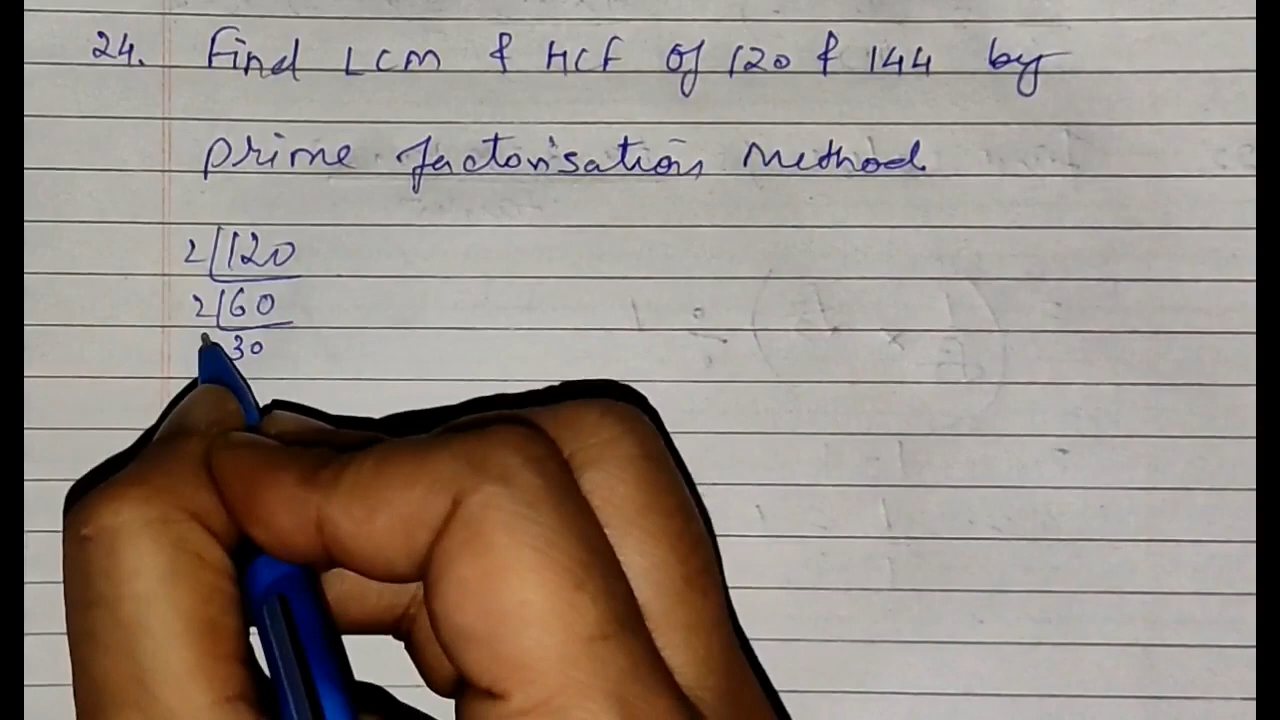 24. Find LCM & HCF of 120 & 144 by
prime factorisation Method
2 120
2 60
30